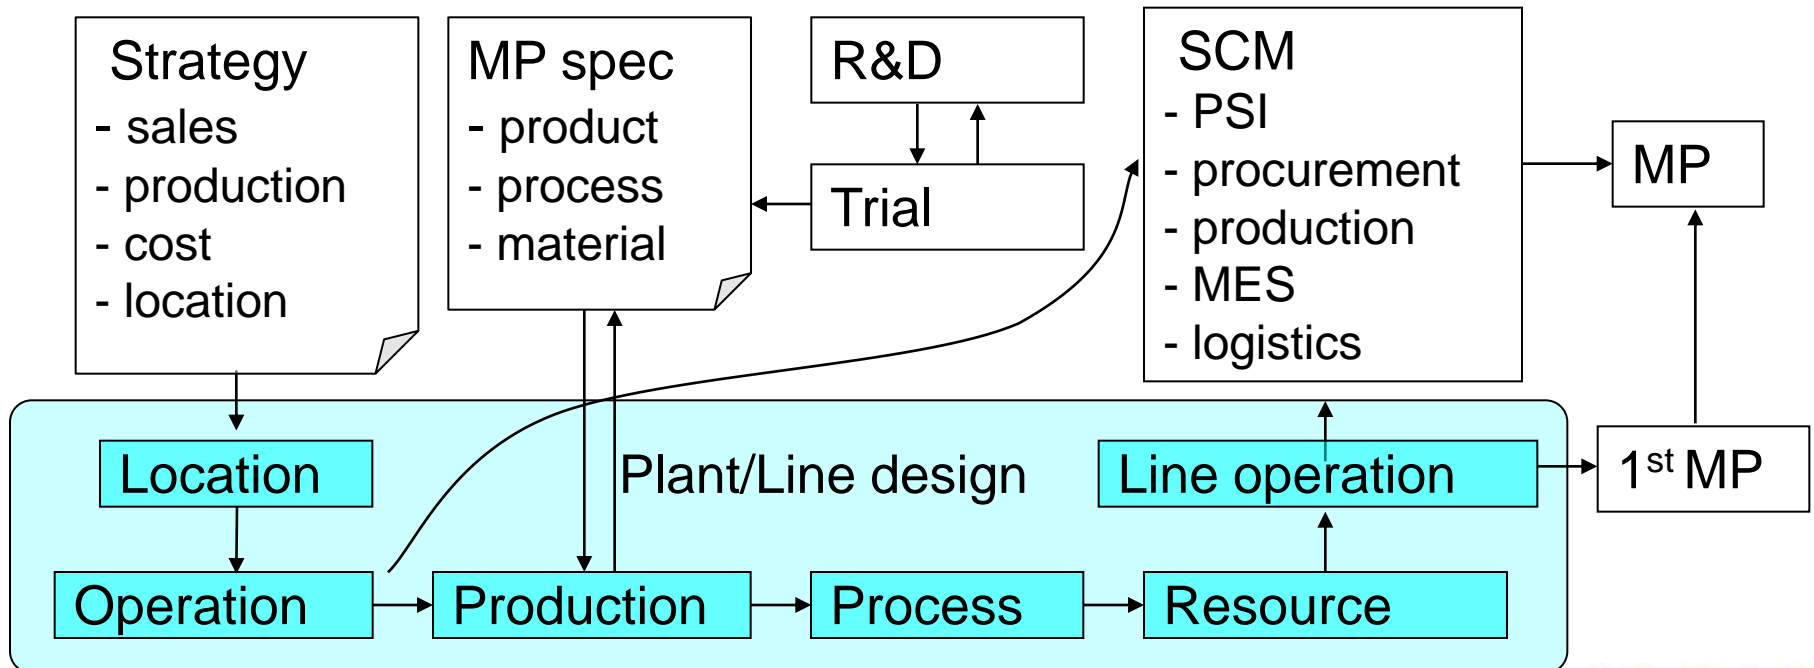 Strategy
- sales
- production
- cost
- location
MP spec
- product
- process
- material
R&D
Trial
SCM
- PSI
- procurement
- production
- MES
- logistics
MP
Location
Plant/Line design
Line operation
1st MP
Operation
Production
Process
Resource